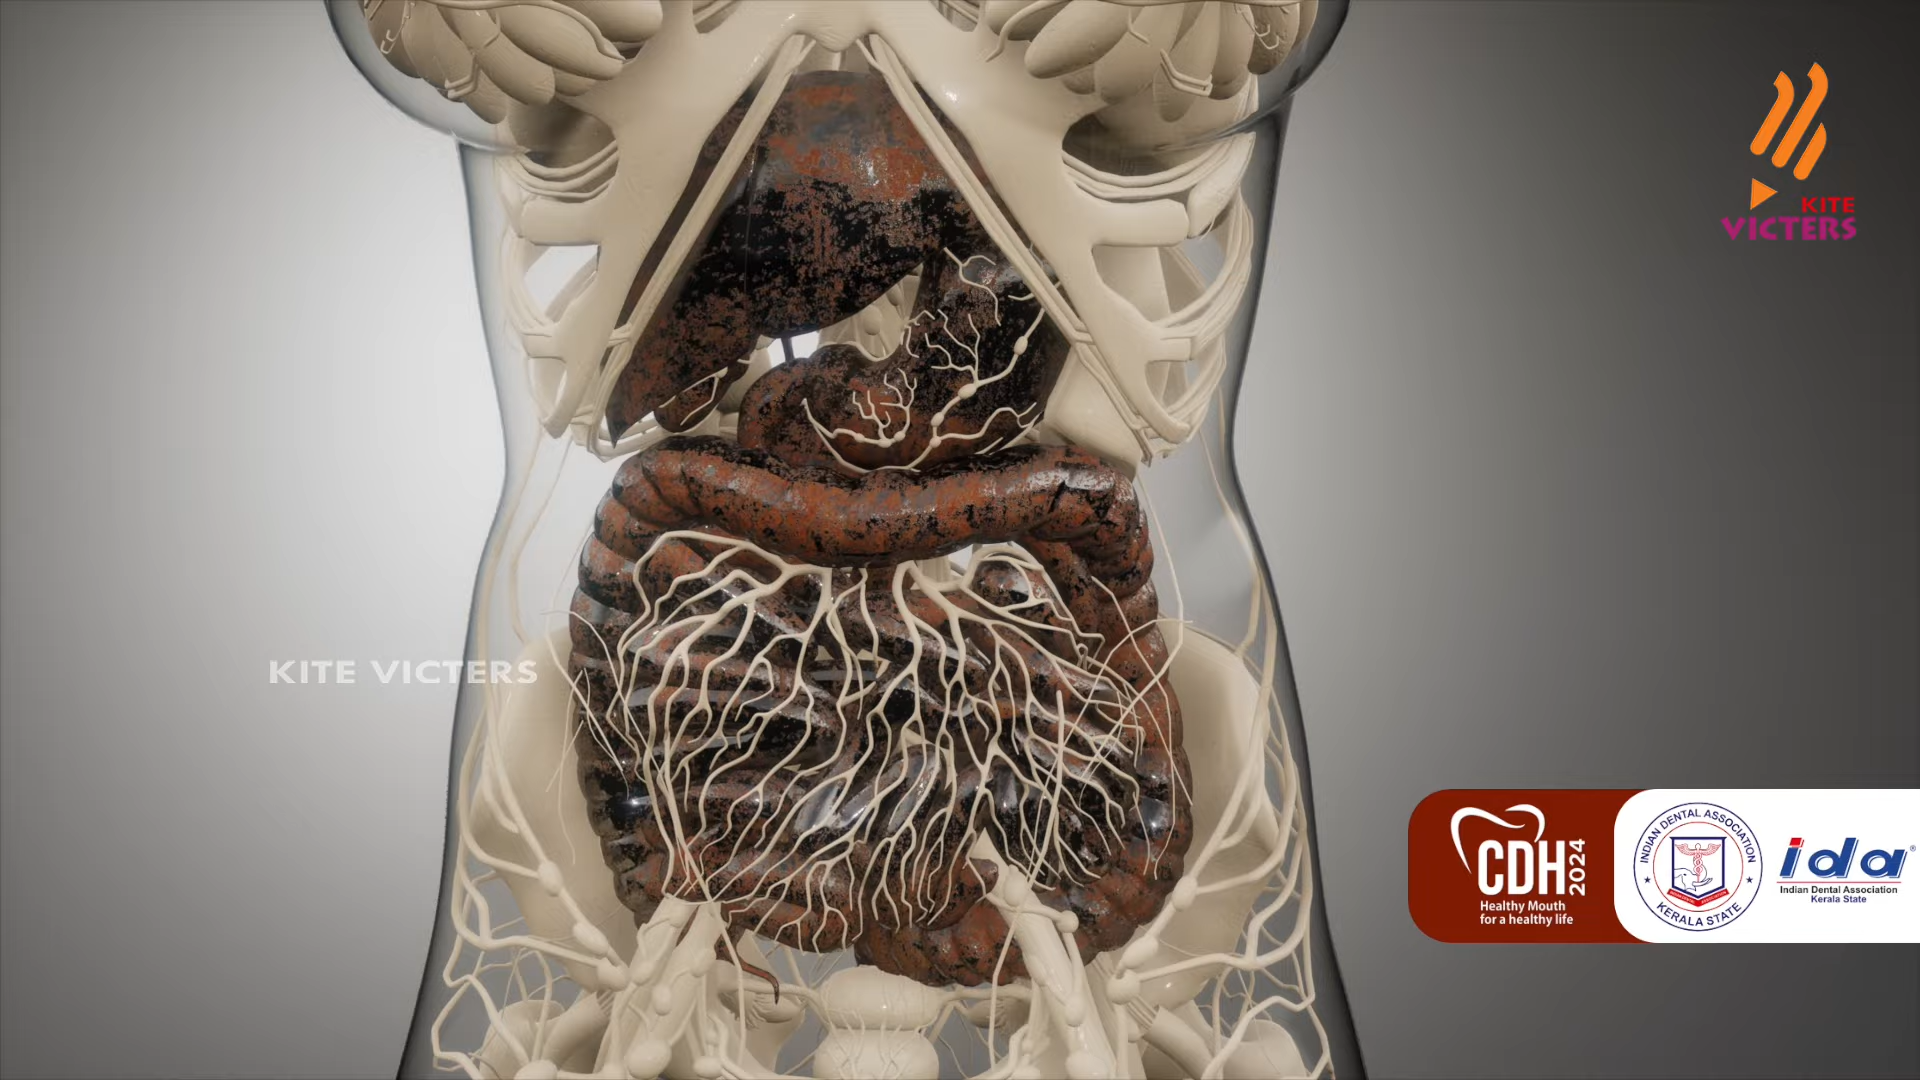 KITE
VICTERS
KITE VICTERS
CDH
2024
Healthy Mouth
for a healthy life
INDIAN DENTAL ASSOCIATION
KERALA STATE
ida
Indian Dental Association
Kerala State